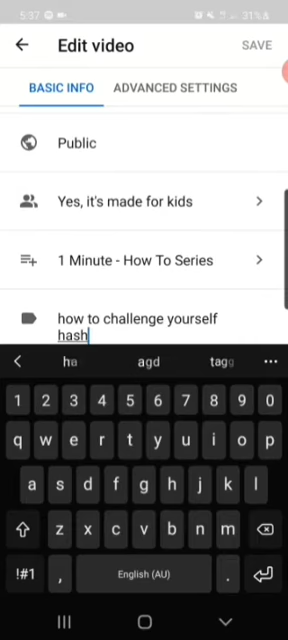 5:37
31%
Edit video
SAVE
BASIC INFO
ADVANCED SETTINGS
Public
Yes, it's made for kids
1 Minute - How To Series
how to challenge yourself
hash
ha
agd
tagg
1 2 3 4 5 6 7 8 9 0
q w e r t y u i o p
a s d f g h j k l
z x c v b n m
!#1 , English (AU) .